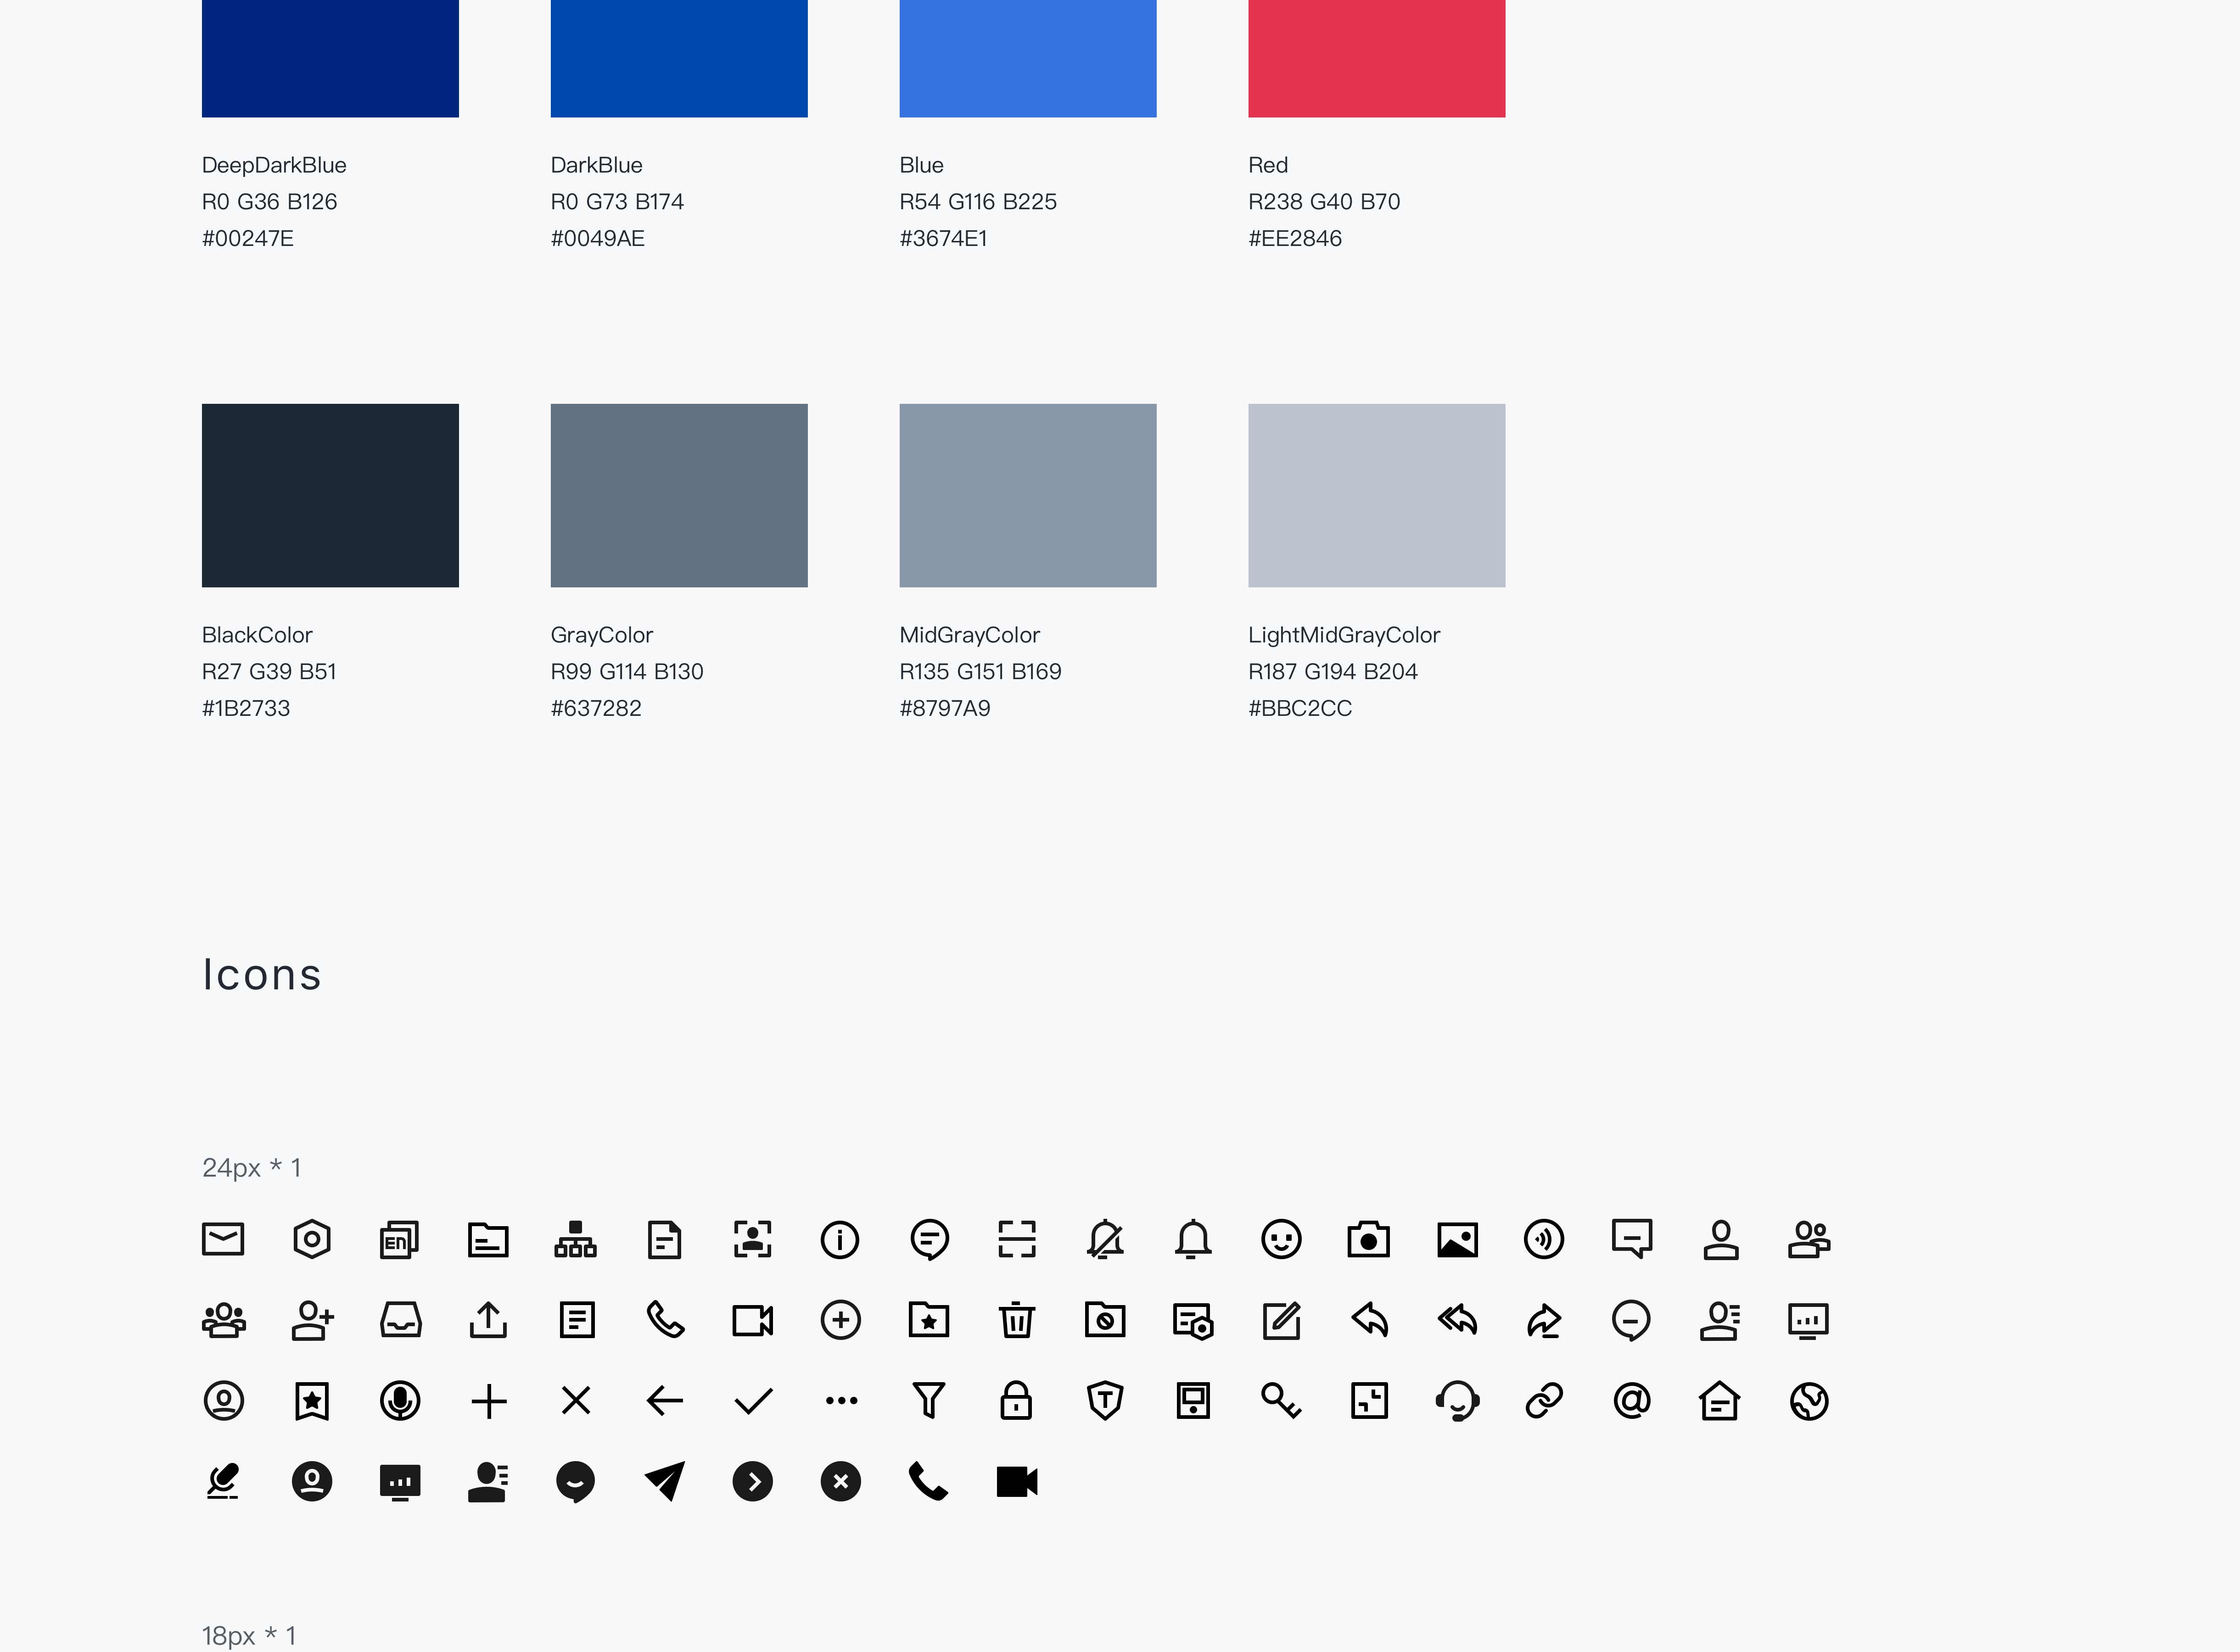 DeepDarkBlue
R0 G36 B126
#00247E
DarkBlue
R0 G73 B174
#0049AE
Blue
R54 G116 B225
#3674E1
Red
R238 G40 B70
#EE2846
BlackColor
R27 G39 B51
#1B2733
GrayColor
R99 G114 B130
#637282
MidGrayColor
R135 G151 B169
#8797A9
LightMidGrayColor
R187 G194 B204
#BBC2CC
Icons
24px * 1
EN
18px * 1